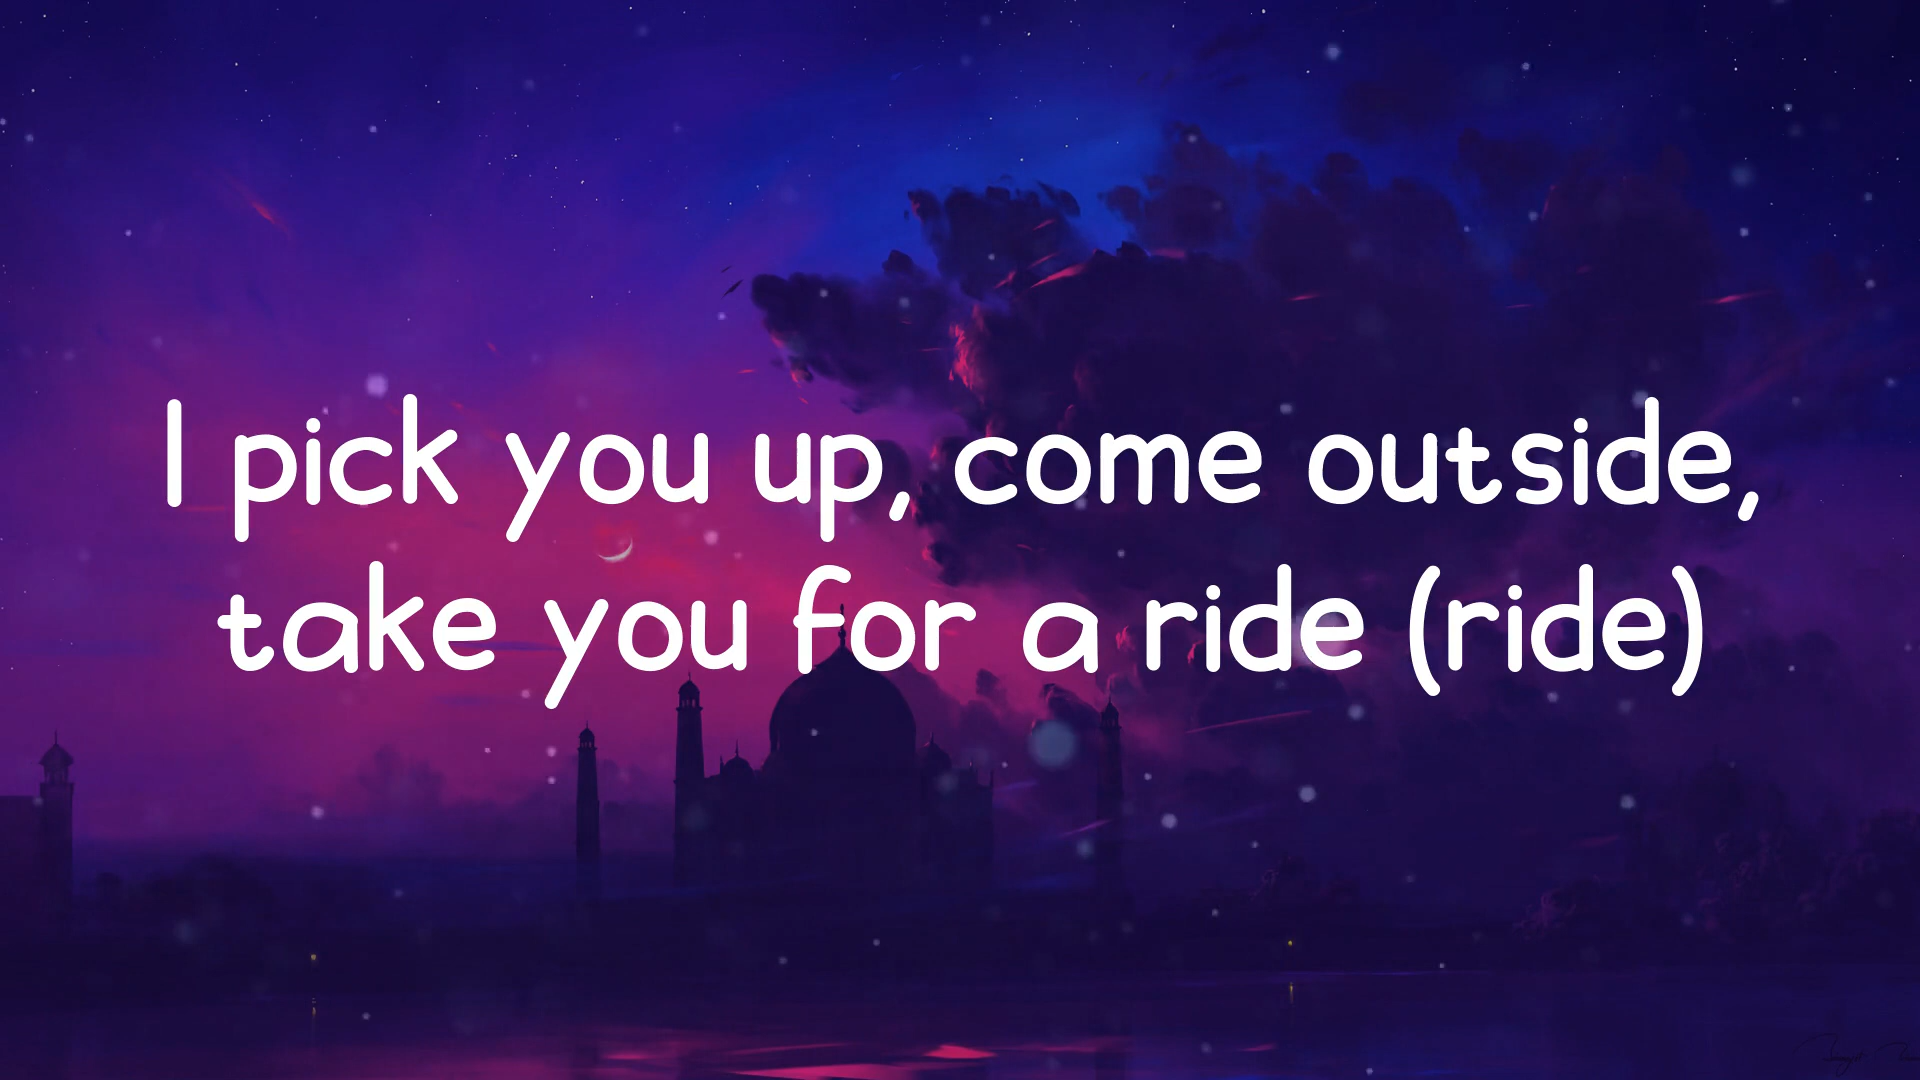 I pick you up, come outside,
take you for a ride (ride)